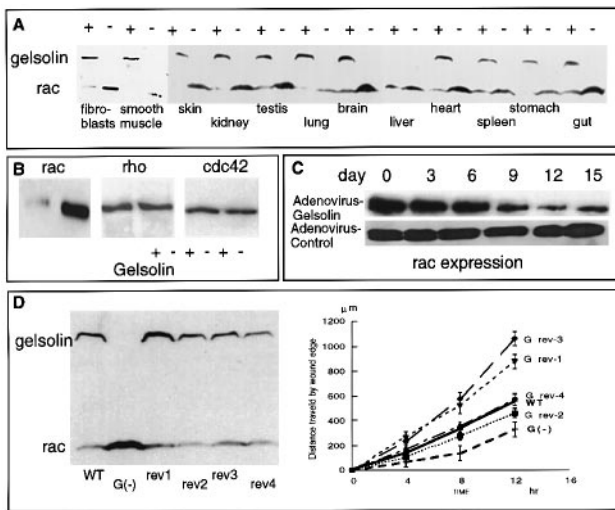 A
+ - + - + - + - + - + - + - + - + - + - + - + -
gelsolin
rac
fibro- smooth skin testis brain heart stomach
blasts muscle kidney lung liver spleen gut
B
rac rho cdc42
+ - + - + -
Gelsolin
C
day 0 3 6 9 12 15
Adenovirus-
Gelsolin
Adenovirus-
Control
rac expression
D
gelsolin
rac
WT G(-) rev1 rev2 rev3 rev4
μm
1200
1000
800
600
400
200
0
Distance traveld by wound edge
G rev-3
G rev-1
G rev-4
WT
G rev-2
G(-)
0 4 8 12 16
TIME hr